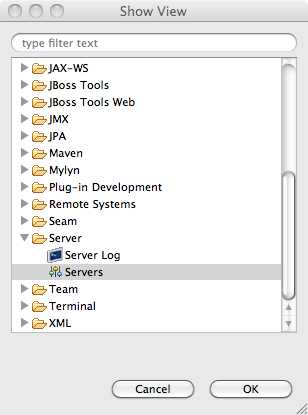 Show View
type filter text
JAX-WS
JBoss Tools
JBoss Tools Web
JMX
JPA
Maven
Mylyn
Plug-in Development
Remote Systems
Seam
Server
Server Log
Servers
Team
Terminal
XML
Cancel OK